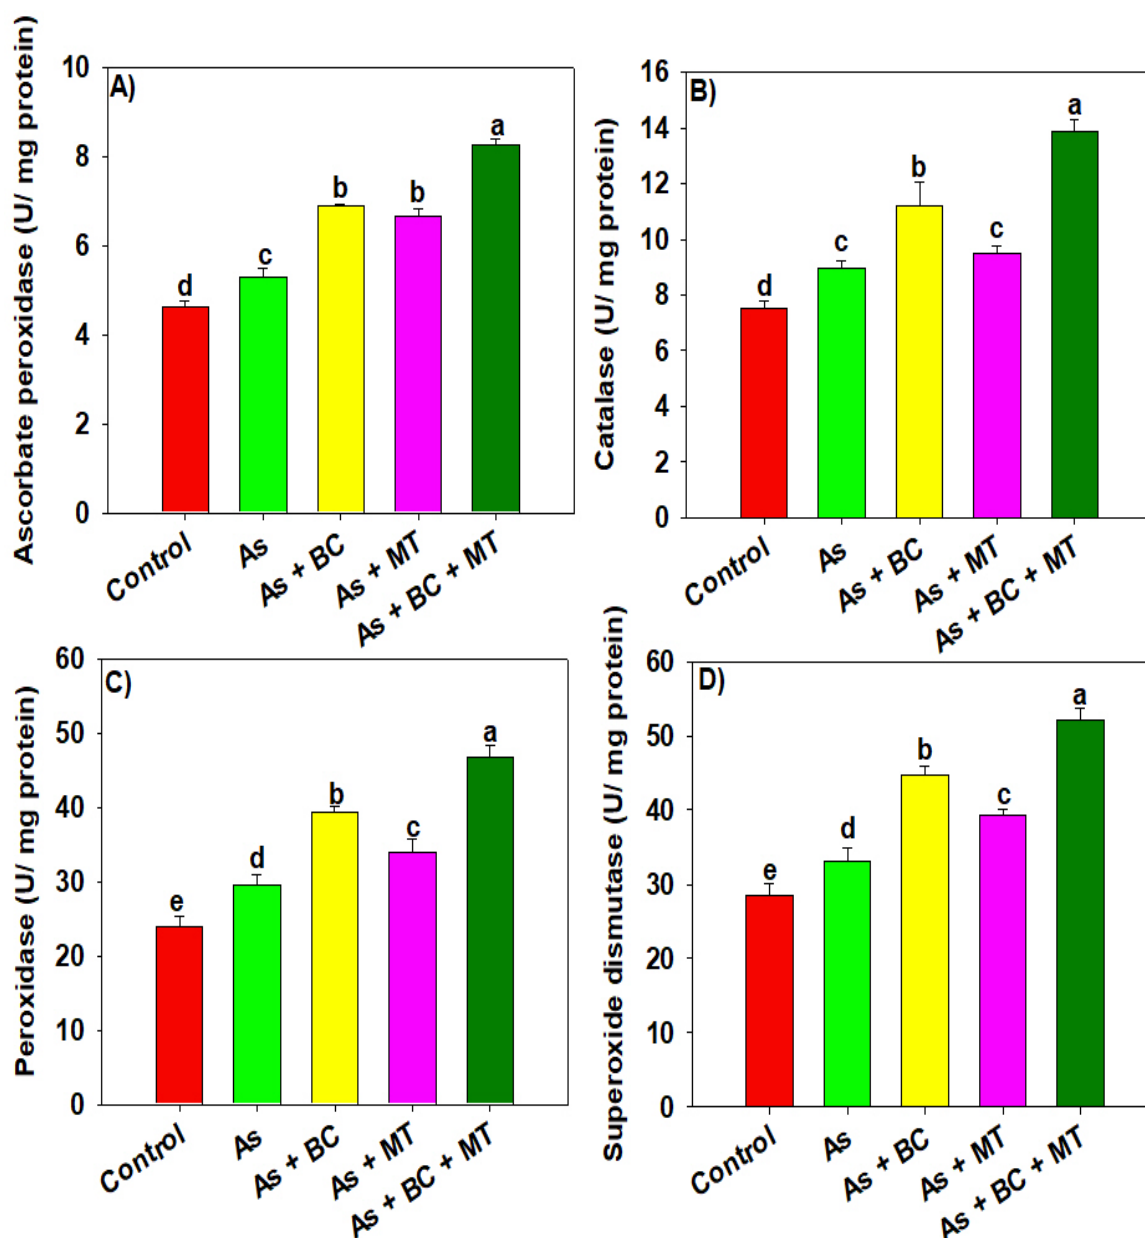 Ascorbate peroxidase (U/ mg protein)
A)
10
8
6
4
2
0
d
c
b
b
a
Control
As
As + BC
As + MT
As + BC + MT
Catalase (U/ mg protein)
B)
16
14
12
10
8
6
4
2
0
d
c
b
c
a
Control
As
As + BC
As + MT
As + BC + MT
Peroxidase (U/ mg protein)
C)
60
50
40
30
20
10
0
e
d
b
c
a
Control
As
As + BC
As + MT
As + BC + MT
Superoxide dismutase (U/ mg protein)
D)
60
50
40
30
20
10
0
e
d
b
c
a
Control
As
As + BC
As + MT
As + BC + MT